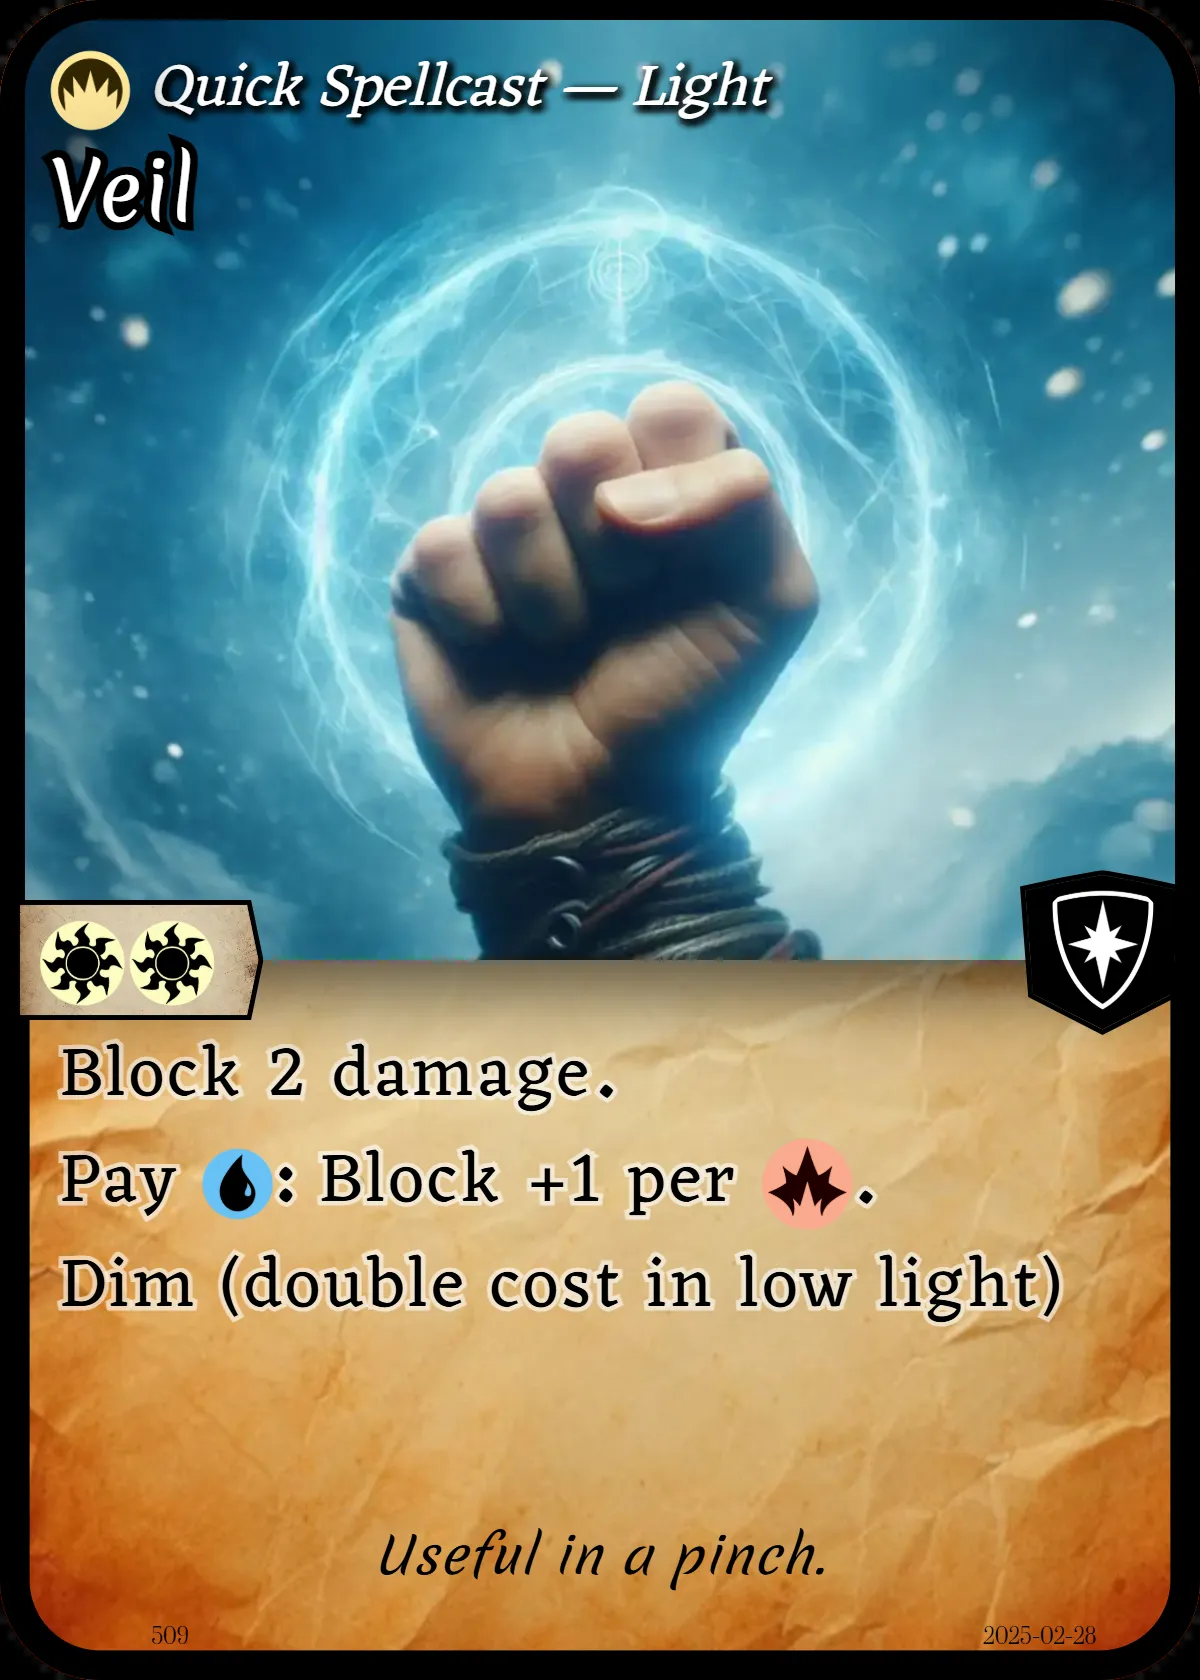 Quick Spellcast — Light
Veil
Block 2 damage.
Pay : Block +1 per .
Dim (double cost in low light)
Useful in a pinch.
509
2025-02-28